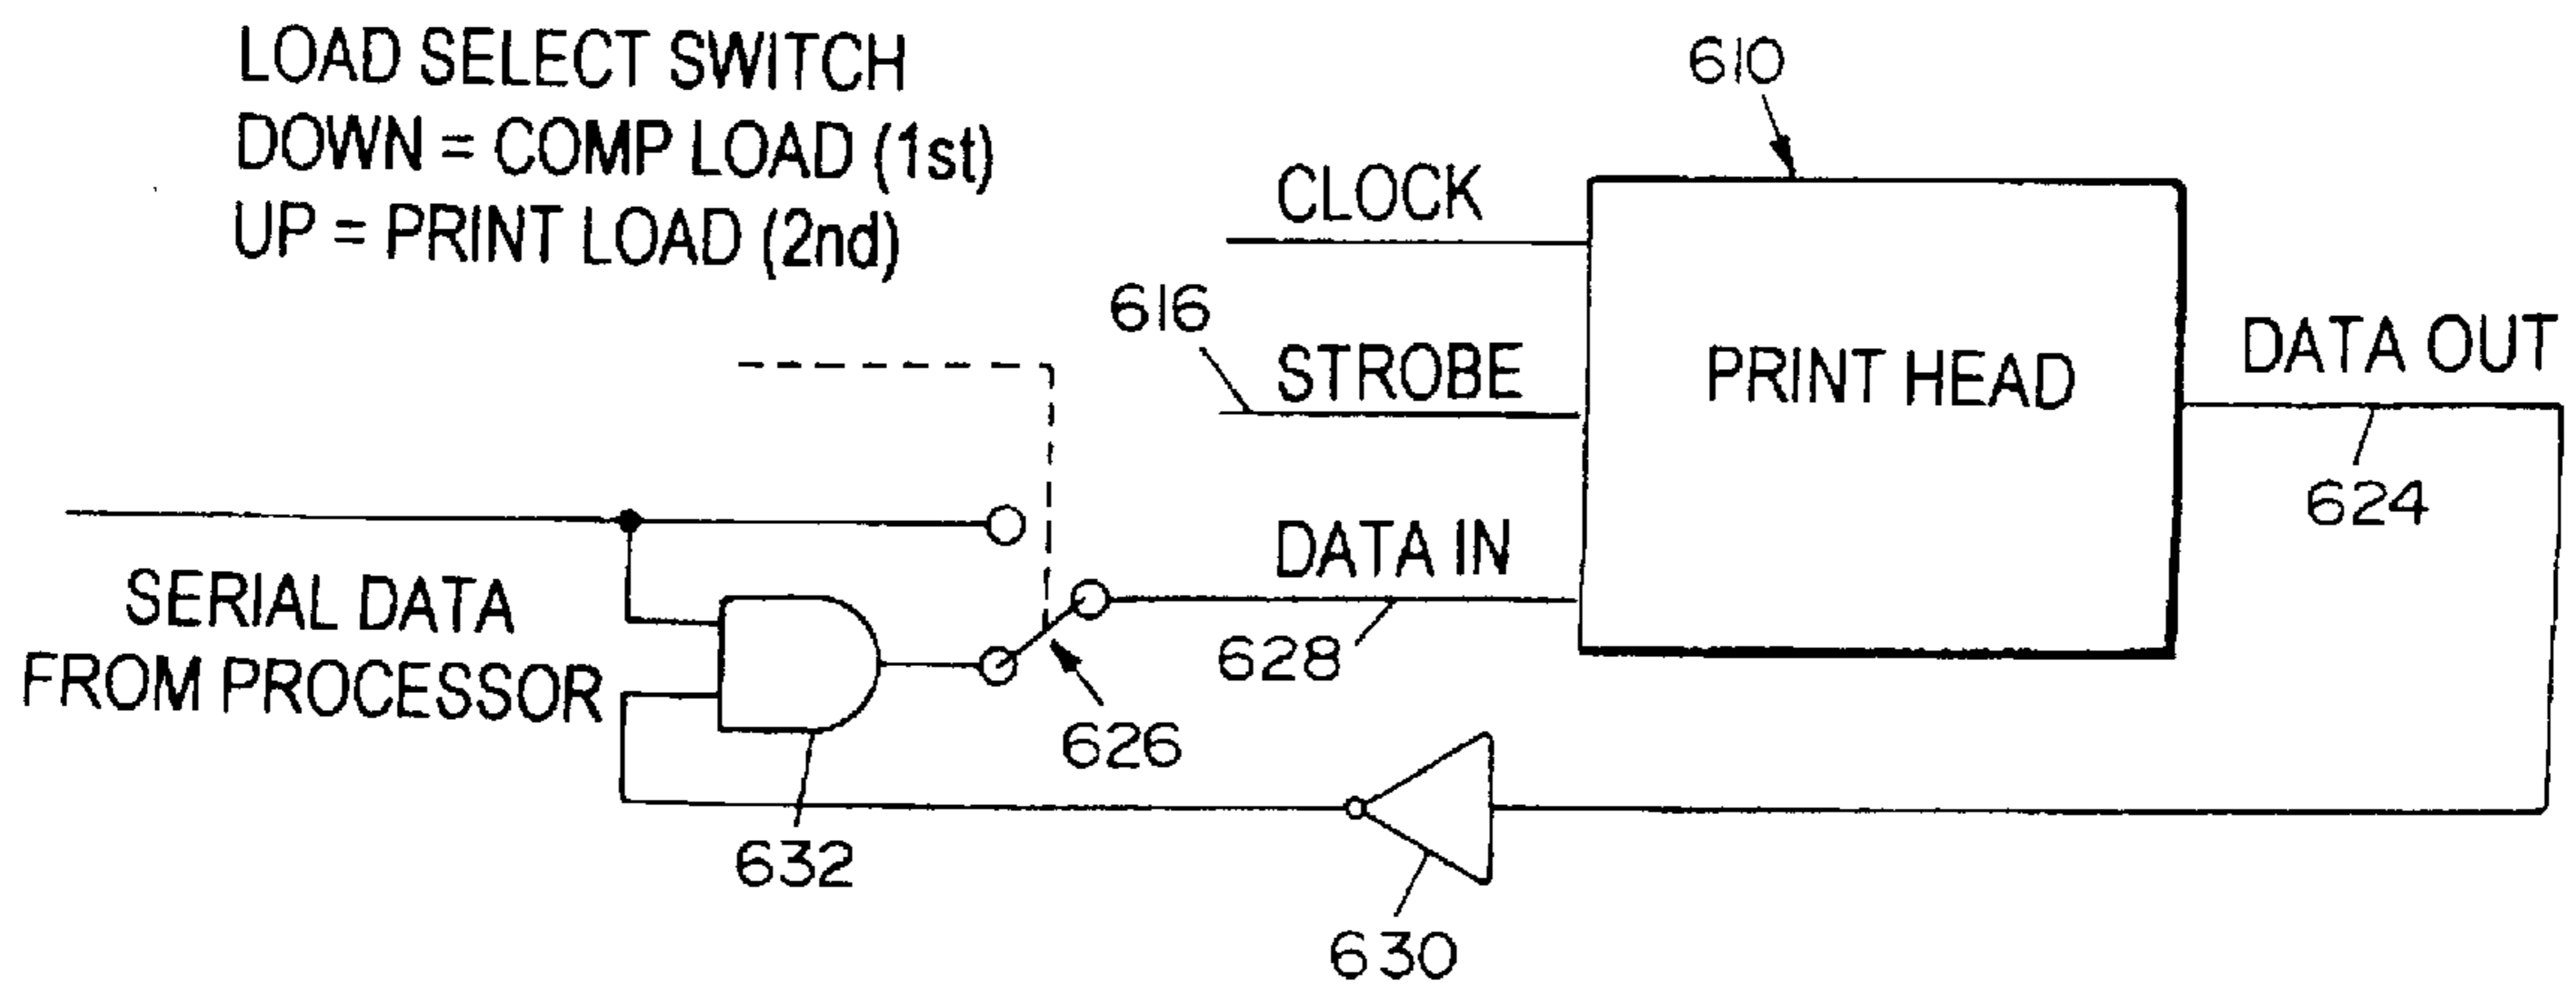 LOAD SELECT SWITCH
DOWN = COMP LOAD (1st)
UP = PRINT LOAD (2nd)
610
CLOCK
616
STROBE
PRINT HEAD
DATA OUT
624
DATA IN
628
SERIAL DATA
FROM PROCESSOR
626
632
630